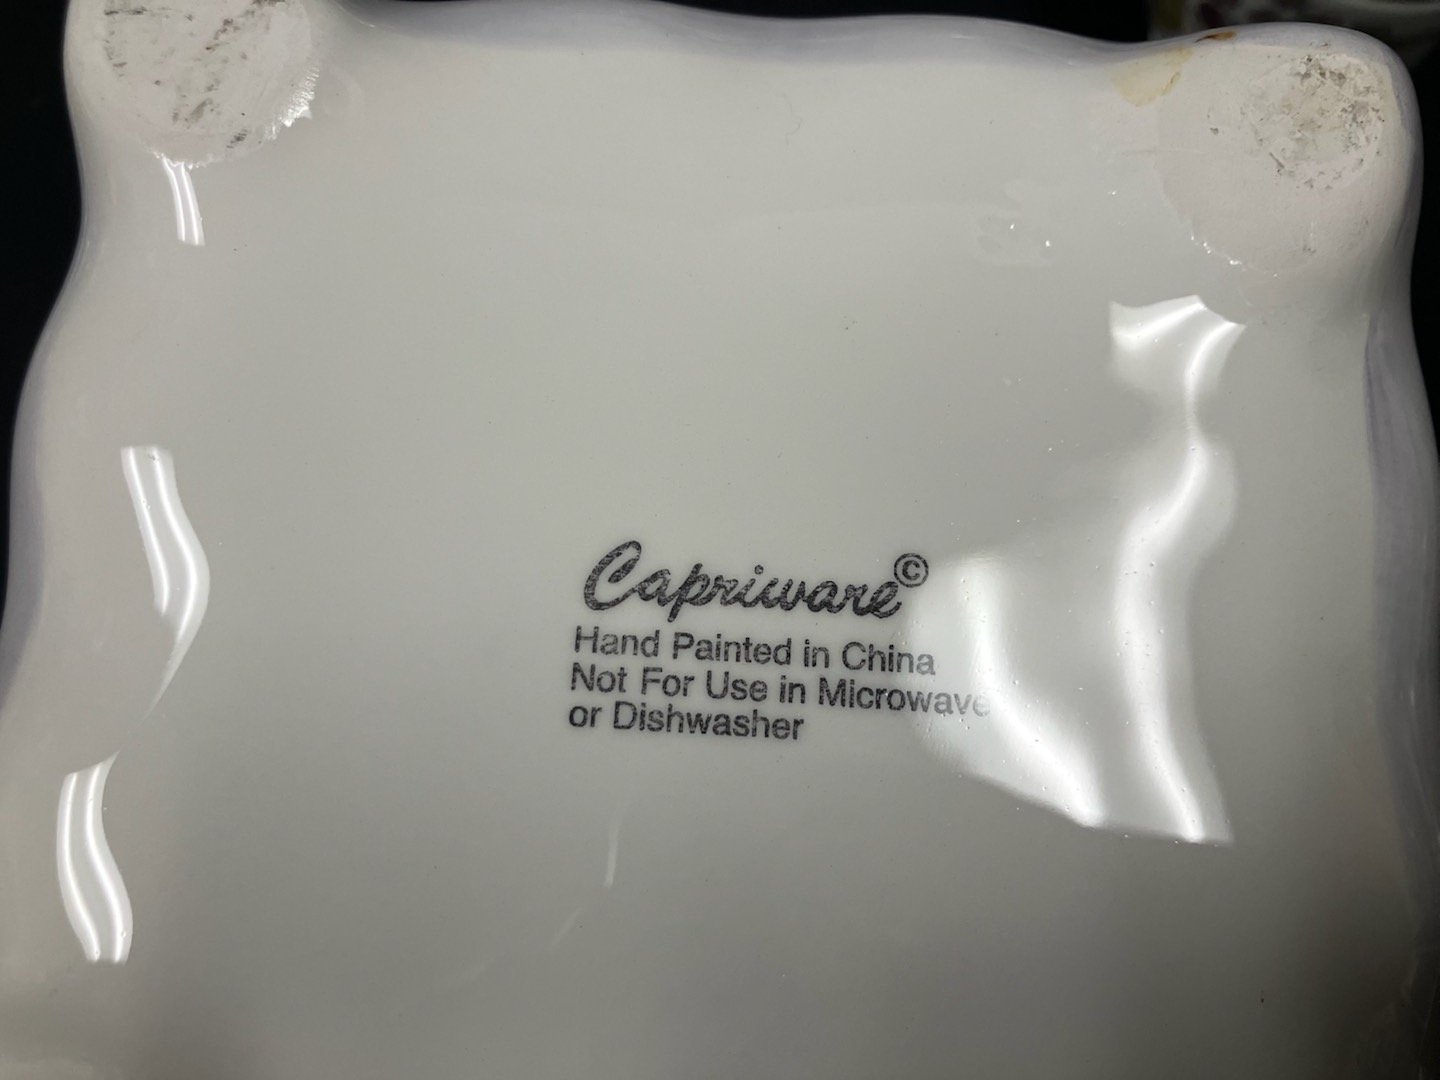 Capriware©
Hand Painted in China
Not For Use in Microwave
or Dishwasher